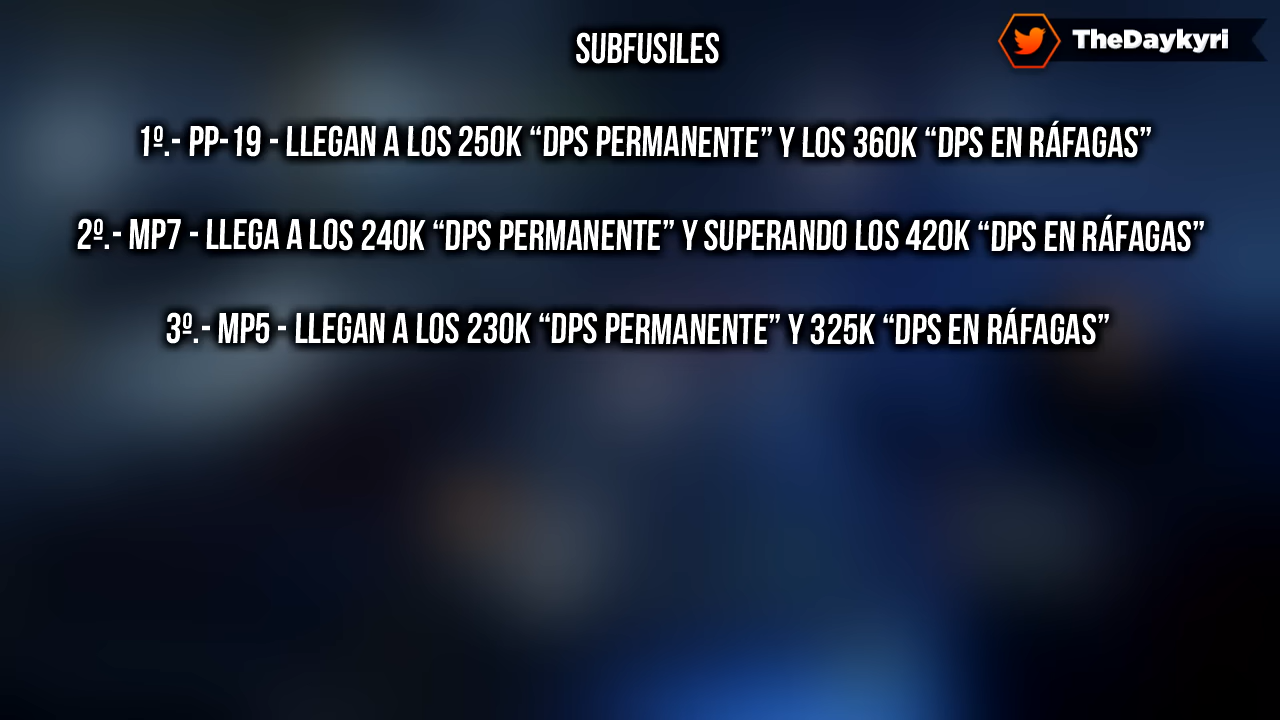 SUBFUSILES
TheDaykyri
1º.- PP-19 - LLEGAN A LOS 250K “DPS PERMANENTE” Y LOS 360K “DPS EN RÁFAGAS”
2º.- MP7 - LLEGA A LOS 240K “DPS PERMANENTE” Y SUPERANDO LOS 420K “DPS EN RÁFAGAS”
3º.- MP5 - LLEGAN A LOS 230K “DPS PERMANENTE” Y 325K “DPS EN RÁFAGAS”